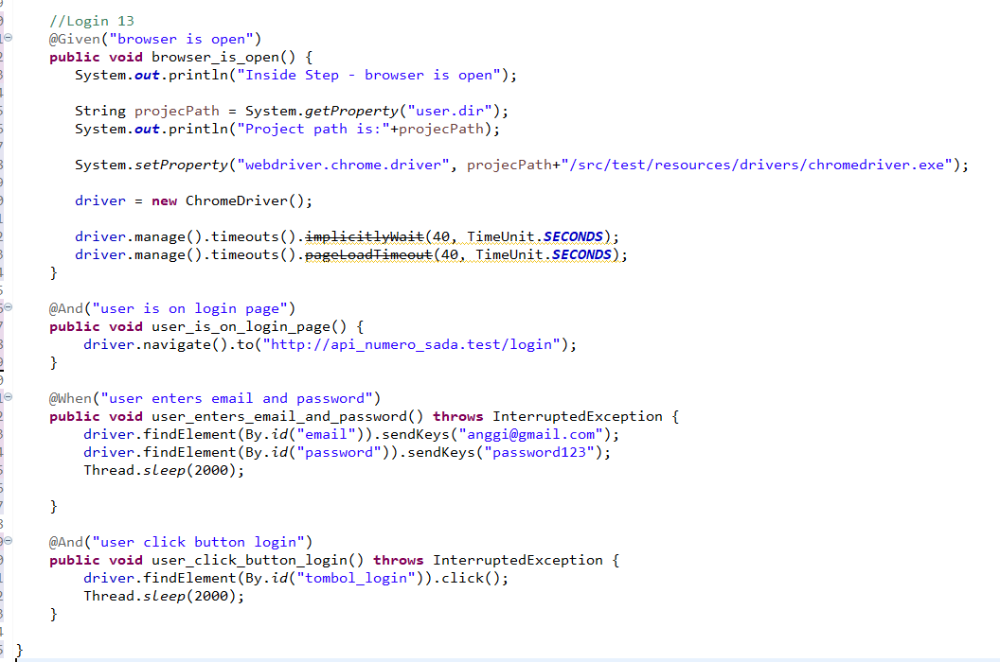 //Login 13
@Given("browser is open")
public void browser_is_open() {
System.out.println("Inside Step - browser is open");
String projecPath = System.getProperty("user.dir");
System.out.println("Project path is:"+projecPath);
System.setProperty("webdriver.chrome.driver", projecPath+"/src/test/resources/drivers/chromedriver.exe");
driver = new ChromeDriver();
driver.manage().timeouts().implicitlyWait(40, TimeUnit.SECONDS);
driver.manage().timeouts().pageLoadTimeout(40, TimeUnit.SECONDS);
}
@And("user is on login page")
public void user_is_on_login_page() {
driver.navigate().to("http://api_numero_sada.test/login");
}
@When("user enters email and password")
public void user_enters_email_and_password() throws InterruptedException {
driver.findElement(By.id("email")).sendKeys("anggi@gmail.com");
driver.findElement(By.id("password")).sendKeys("password123");
Thread.sleep(2000);
}
@And("user click button login")
public void user_click_button_login() throws InterruptedException {
driver.findElement(By.id("tombol_login")).click();
Thread.sleep(2000);
}
}